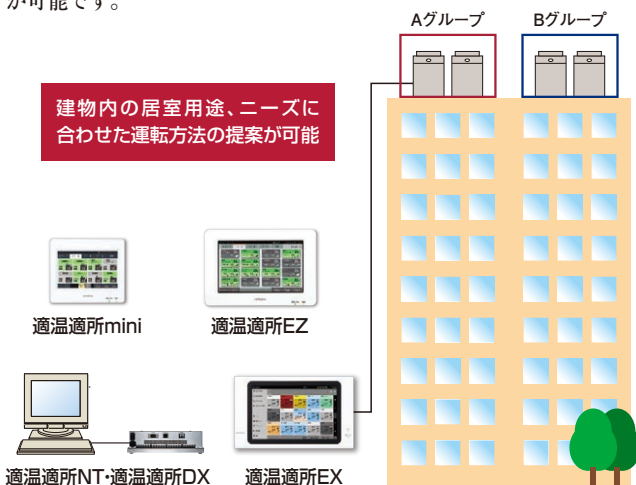 が可能です。
Aグループ
Bグループ
建物内の居室用途、ニーズに
合わせた運転方法の提案が可能
適温適所mini
適温適所EZ
適温適所NT・適温適所DX
適温適所EX